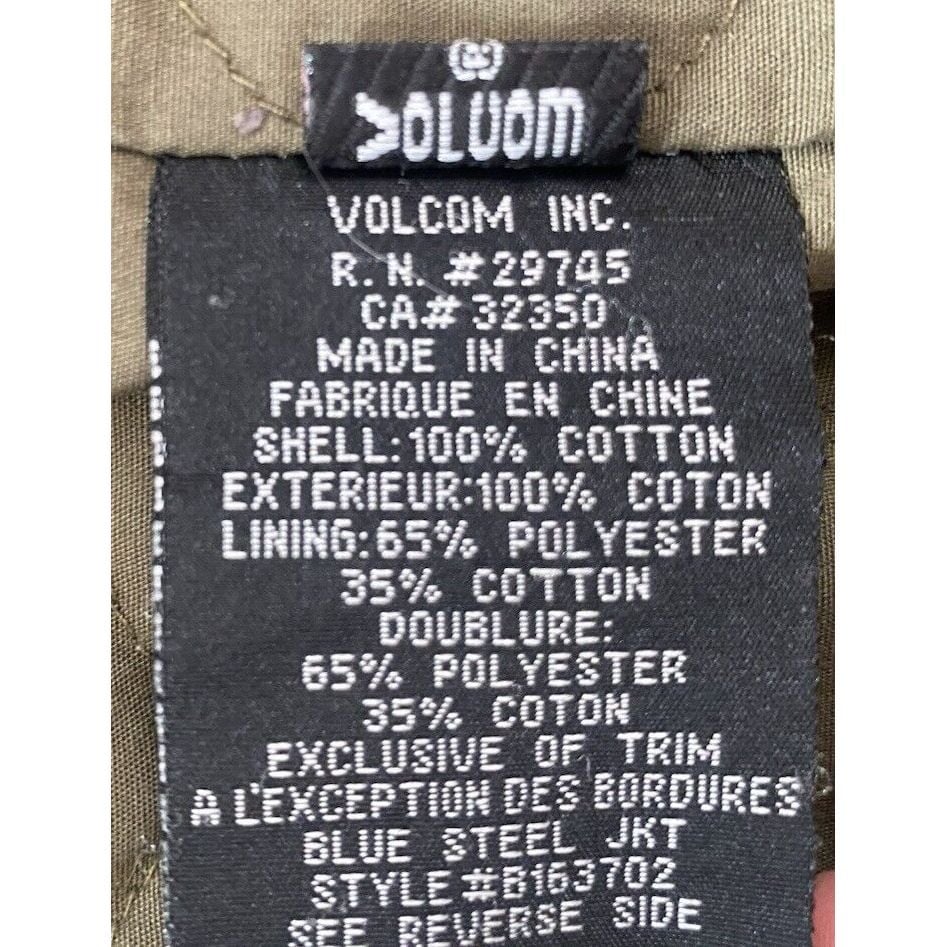 VOLCOM
VOLCOM INC.
R.N. #29745
CA# 32350
MADE IN CHINA
FABRIQUE EN CHINE
SHELL:100% COTTON
EXTERIEUR:100% COTON
LINING:65% POLYESTER
35% COTTON
DOUBLURE:
65% POLYESTER
35% COTON
EXCLUSIVE OF TRIM
A L'EXCEPTION DES BORDURES
BLUE STEEL JKT
STYLE #B163702
SEE REVERSE SIDE